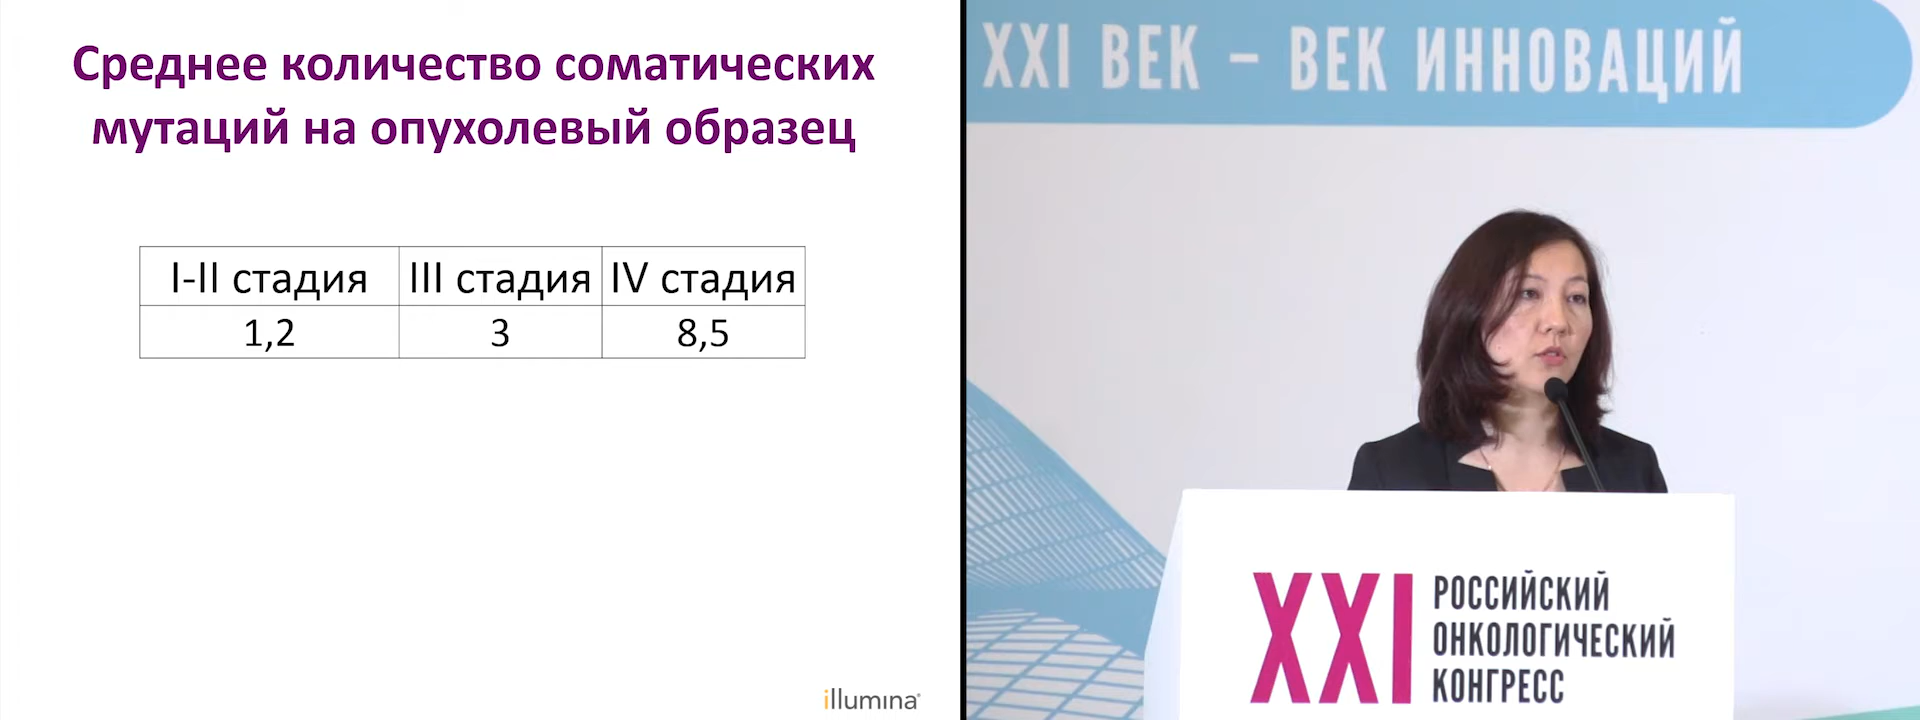 Среднее количество соматических
мутаций на опухолевый образец
I-II стадия III стадия IV стадия
1,2 3 8,5
illumina®
XXI ВЕК – ВЕК ИННОВАЦИЙ
XXI
РОССИЙСКИЙ
ОНКОЛОГИЧЕСКИЙ
КОНГРЕСС